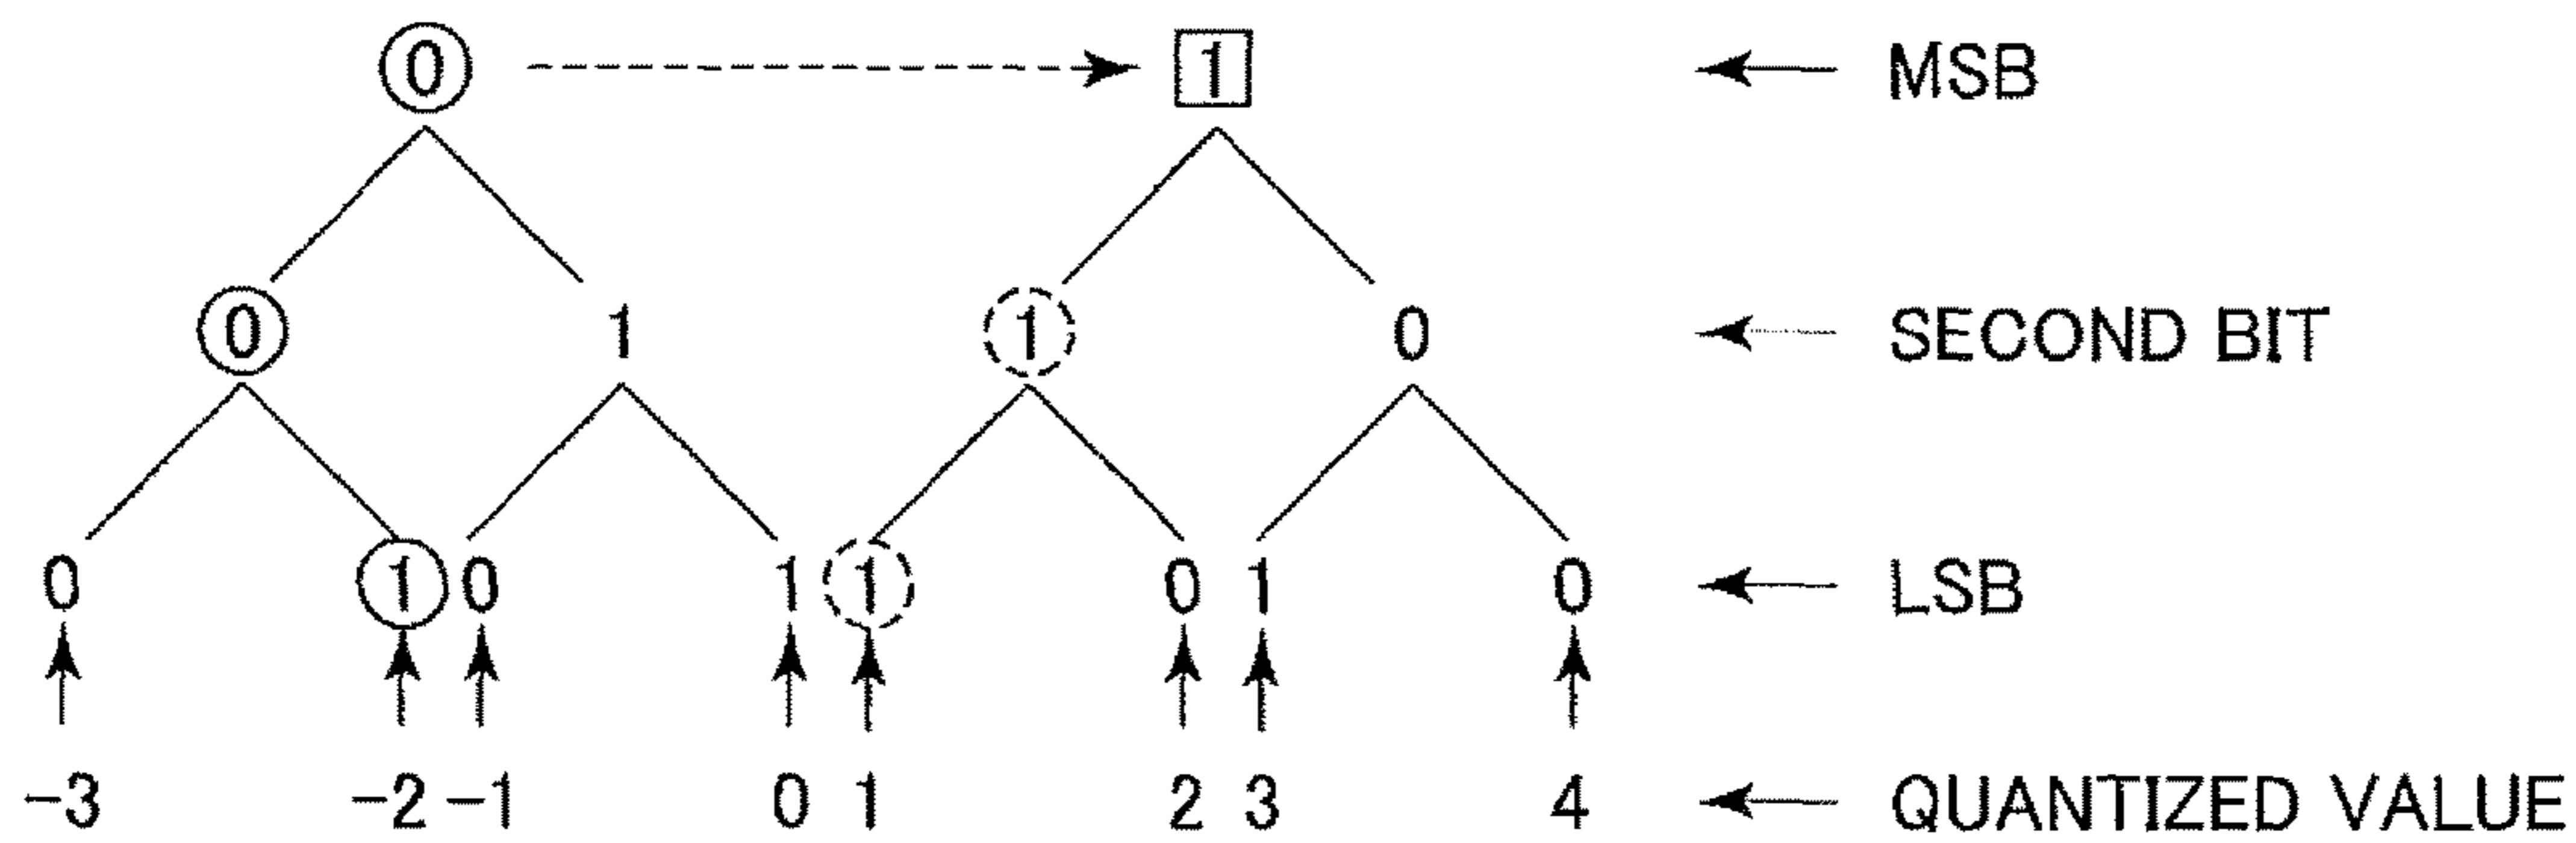 0 1 MSB
0 1 1 0 SECOND BIT
0 1 0 1 1 0 1 0 LSB
-3 -2 -1 0 1 2 3 4 QUANTIZED VALUE